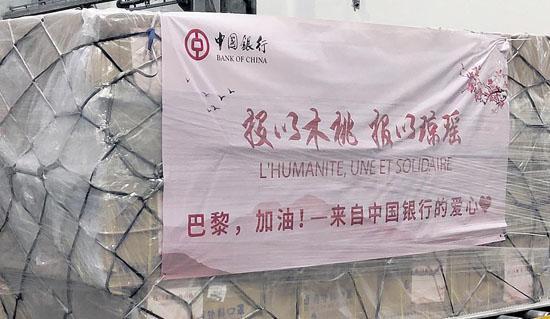 中国银行
BANK OF CHINA
投以木桃 报以琼瑶
L'HUMANITE, UNE ET SOLIDAIRE
巴黎，加油！—来自中国银行的爱心